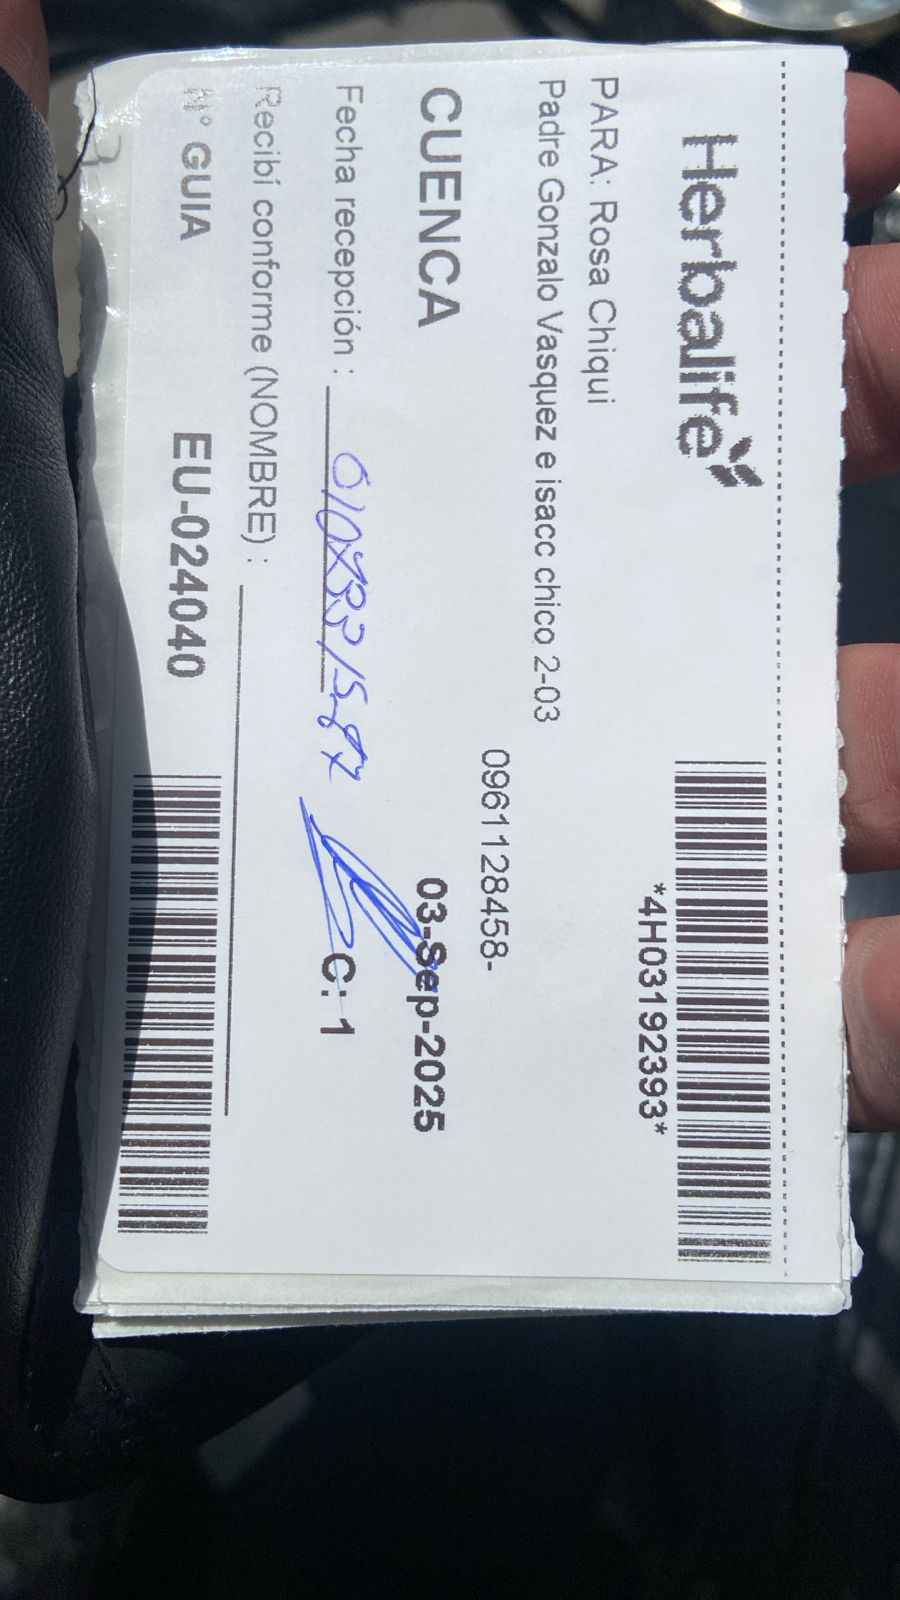 Herbalife
*4H03192393*
PARA: Rosa Chiqui
Padre Gonzalo Vasquez e isacc chico 2-03
0961128458-
CUENCA
03-Sep-2025
Fecha recepción :
C: 1
Recibí conforme (NOMBRE) :
N° GUIA
EU-024040